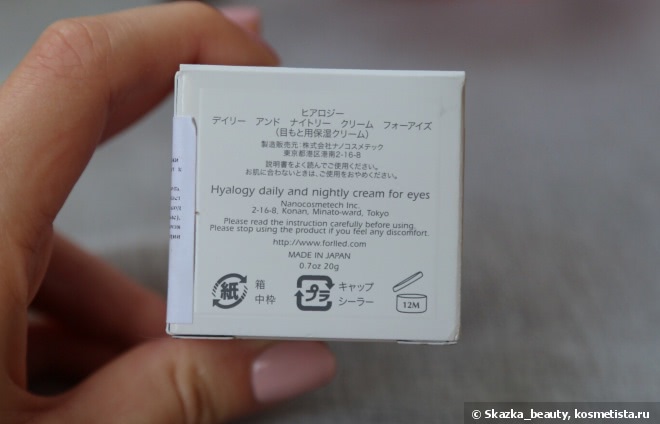 ヒアロジー
デイリー　アンド　ナイトリー　クリーム　フォーアイズ
（目もと用保湿クリーム）
製造販売元：株式会社ナノコスメテック
東京都港区港南2-16-8
説明書をよく読んでご使用ください。
お肌に合わないときは、ご使用をおやめください。
Hyalogy daily and nightly cream for eyes
Nanocosmetech Inc.
2-16-8, Konan, Minato-ward, Tokyo
Please read the instruction carefully before using.
Please stop using the product if you feel any discomfort.
http://www.forlled.com
MADE IN JAPAN
0.7oz 20g
紙 箱 プラ キャップ
中枠 シーラー
12M
© Skazka_beauty, kosmetista.ru